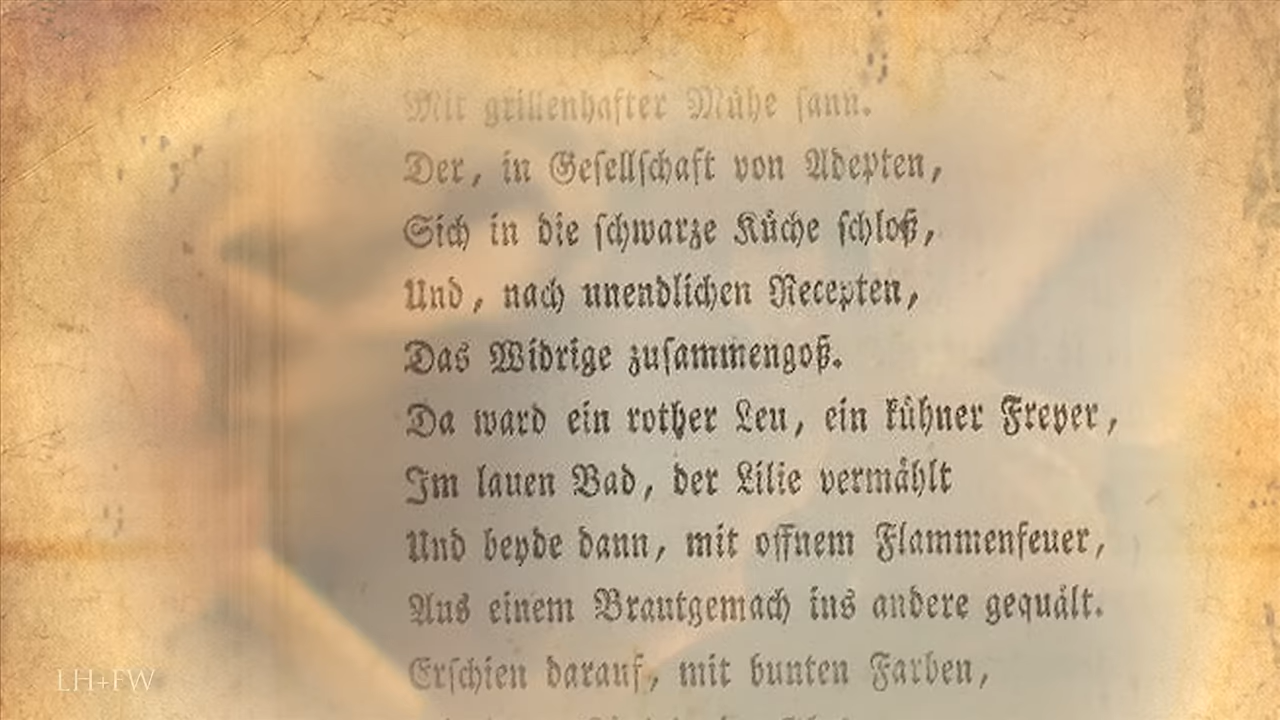 Mit grillenhafter Mühe sann.
Der, in Gesellschaft von Adepten,
Sich in die schwarze Küche schloß,
Und, nach unendlichen Recepten,
Das Widrige zusammengoß.
Da ward ein rother Leu, ein kühner Freyer,
Im lauen Bad, der Lilie vermählt
Und beyde dann, mit offnem Flammenfeuer,
Aus einem Brautgemach ins andere gequält.
Erschien darauf, mit bunten Farben,
LH+FW